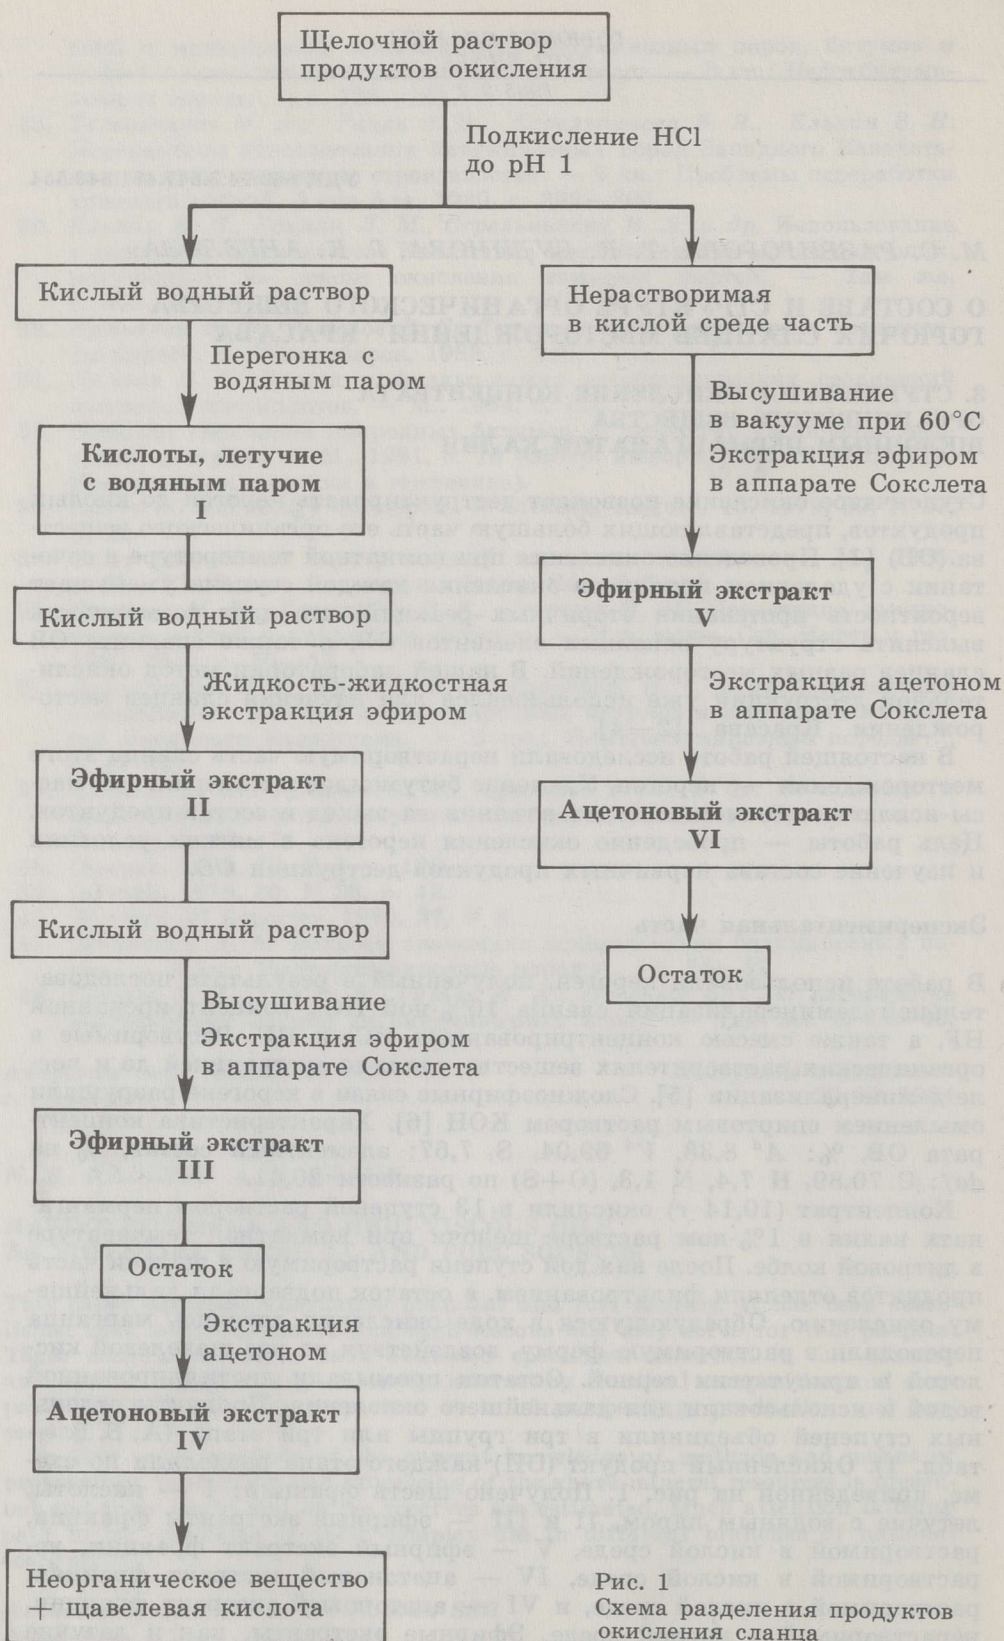 Щелочной раствор
продуктов окисления
Подкисление HCl
до pH 1
Кислый водный раствор
Перегонка с
водяным паром
Кислоты, летучие
с водяным паром
I
Кислый водный раствор
Жидкость-жидкостная
экстракция эфиром
Эфирный экстракт
II
Кислый водный раствор
Высушивание
Экстракция эфиром
в аппарате Сокслета
Эфирный экстракт
III
Остаток
Экстракция
ацетоном
Ацетоновый экстракт
IV
Неорганическое вещество
+ щавелевая кислота
Нерастворимая
в кислой среде часть
Высушивание
в вакууме при 60°C
Экстракция эфиром
в аппарате Сокслета
Эфирный экстракт
V
Экстракция ацетоном
в аппарате Сокслета
Ацетоновый экстракт
VI
Остаток
Рис. 1
Схема разделения продуктов
окисления сланца